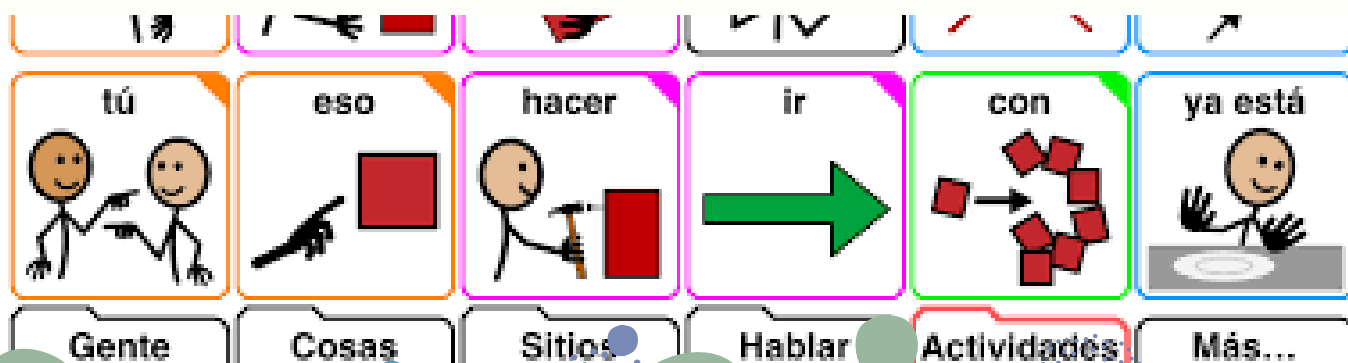 tú eso hacer ir con ya está
Gente Cosas Sitios Hablar Actividades Más...